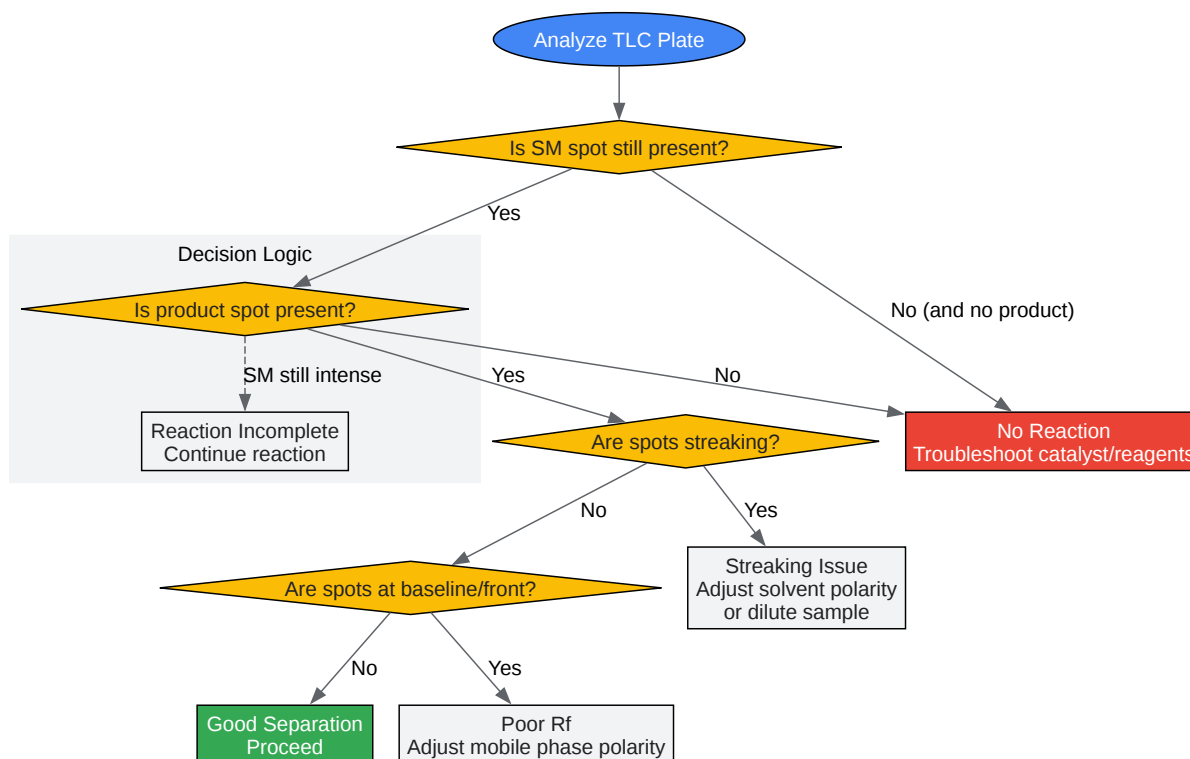 Analyze TLC Plate
Is SM spot still present?
Yes
Decision Logic
Is product spot present?
No (and no product)
SM still intense
Yes
No
Reaction Incomplete
Continue reaction
Are spots streaking?
No Reaction
Troubleshoot catalyst/reagents
No
Yes
Streaking Issue
Adjust solvent polarity
or dilute sample
Are spots at baseline/front?
No
Yes
Good Separation
Proceed
Poor Rf
Adjust mobile phase polarity